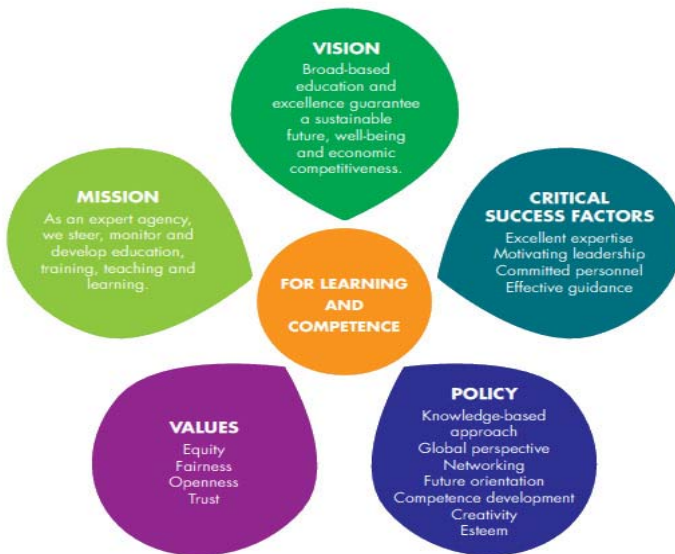 VISION
Broad-based
education and
excellence guarantee
a sustainable
future, well-being
and economic
competitiveness.
MISSION
As an expert agency,
we steer, monitor and
develop education,
training, teaching and
learning.
CRITICAL
SUCCESS FACTORS
Excellent expertise
Motivating leadership
Committed personnel
Effective guidance
FOR LEARNING
AND
COMPETENCE
VALUES
Equity
Fairness
Openness
Trust
POLICY
Knowledge-based
approach
Global perspective
Networking
Future orientation
Competence development
Creativity
Esteem